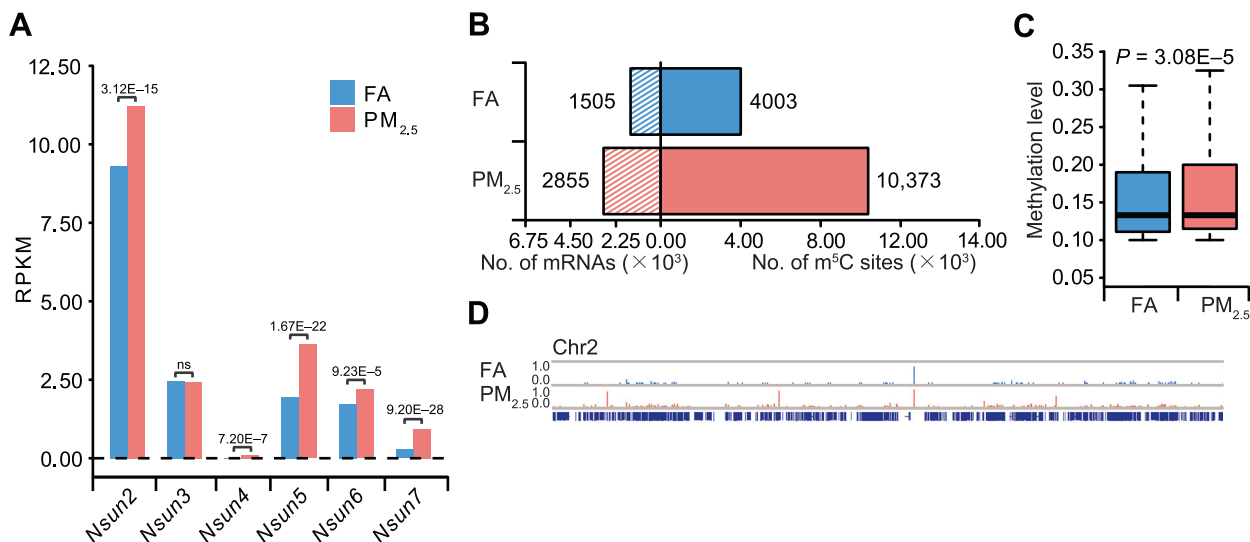 A
12.50
10.00
7.50
5.00
2.50
0.00
RPKM
3.12E–15
ns
7.20E–7
1.67E–22
9.23E–5
9.20E–28
FA
PM2.5
Nsun2
Nsun3
Nsun4
Nsun5
Nsun6
Nsun7
B
FA
1505
4003
PM2.5
2855
10,373
6.75 4.50 2.25 0.00 4.00 8.00 12.00 14.00
No. of mRNAs (×10³) No. of m⁵C sites (×10³)
C
P = 3.08E–5
0.35
0.30
0.25
0.20
0.15
0.10
0.05
Methylation level
FA
PM2.5
D
Chr2
FA
1.0
0.0
PM2.5
1.0
0.0